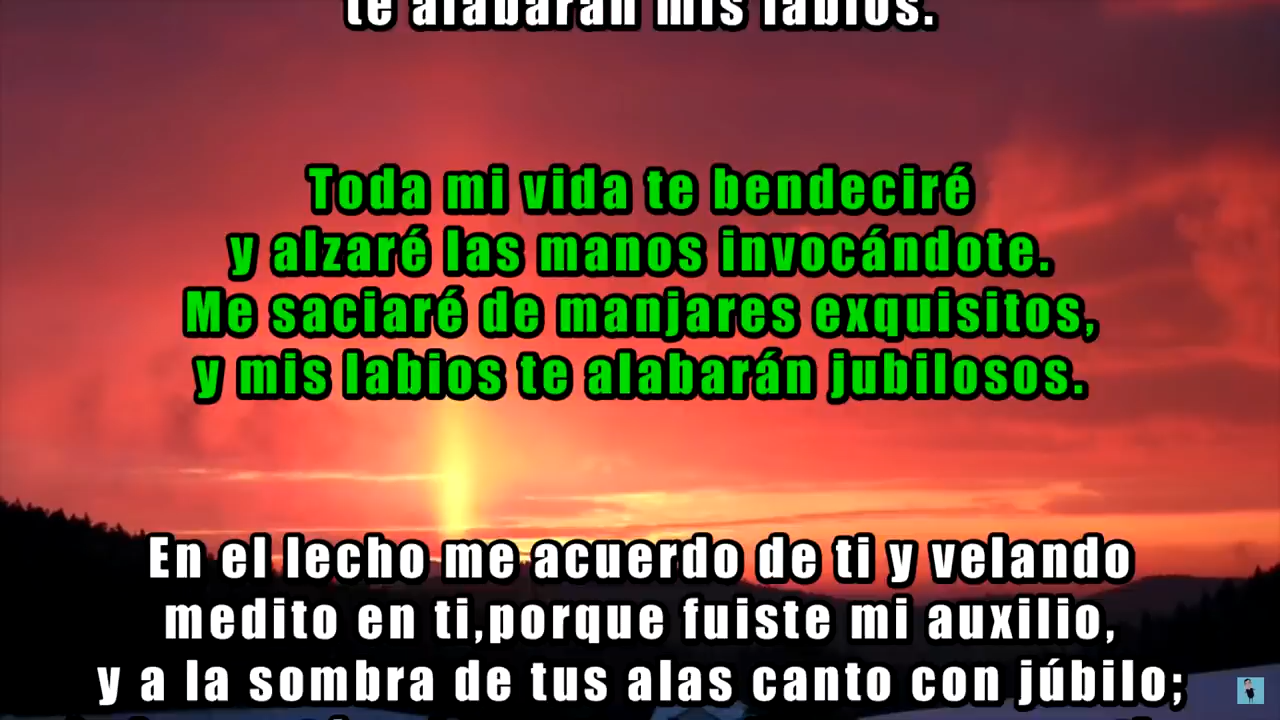 te alabarán mis labios.
Toda mi vida te bendeciré
y alzaré las manos invocándote.
Me saciaré de manjares exquisitos,
y mis labios te alabarán jubilosos.
En el lecho me acuerdo de ti y velando
medito en ti,porque fuiste mi auxilio,
y a la sombra de tus alas canto con júbilo;